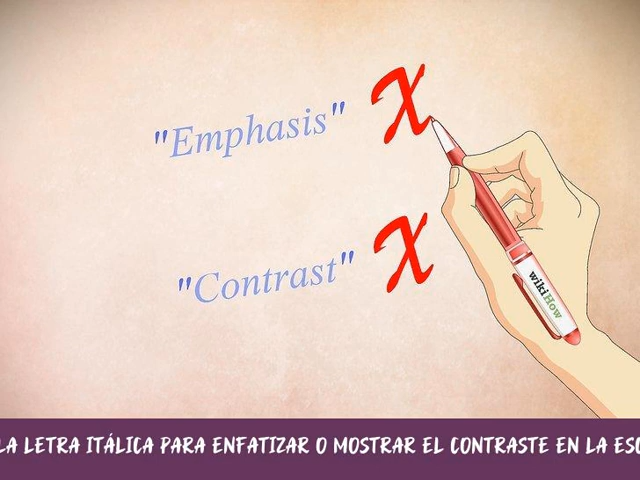 "Emphasis" X
"Contrast" X
wikiHow
LA LETRA ITÁLICA PARA ENFATIZAR O MOSTRAR EL CONTRASTE EN LA